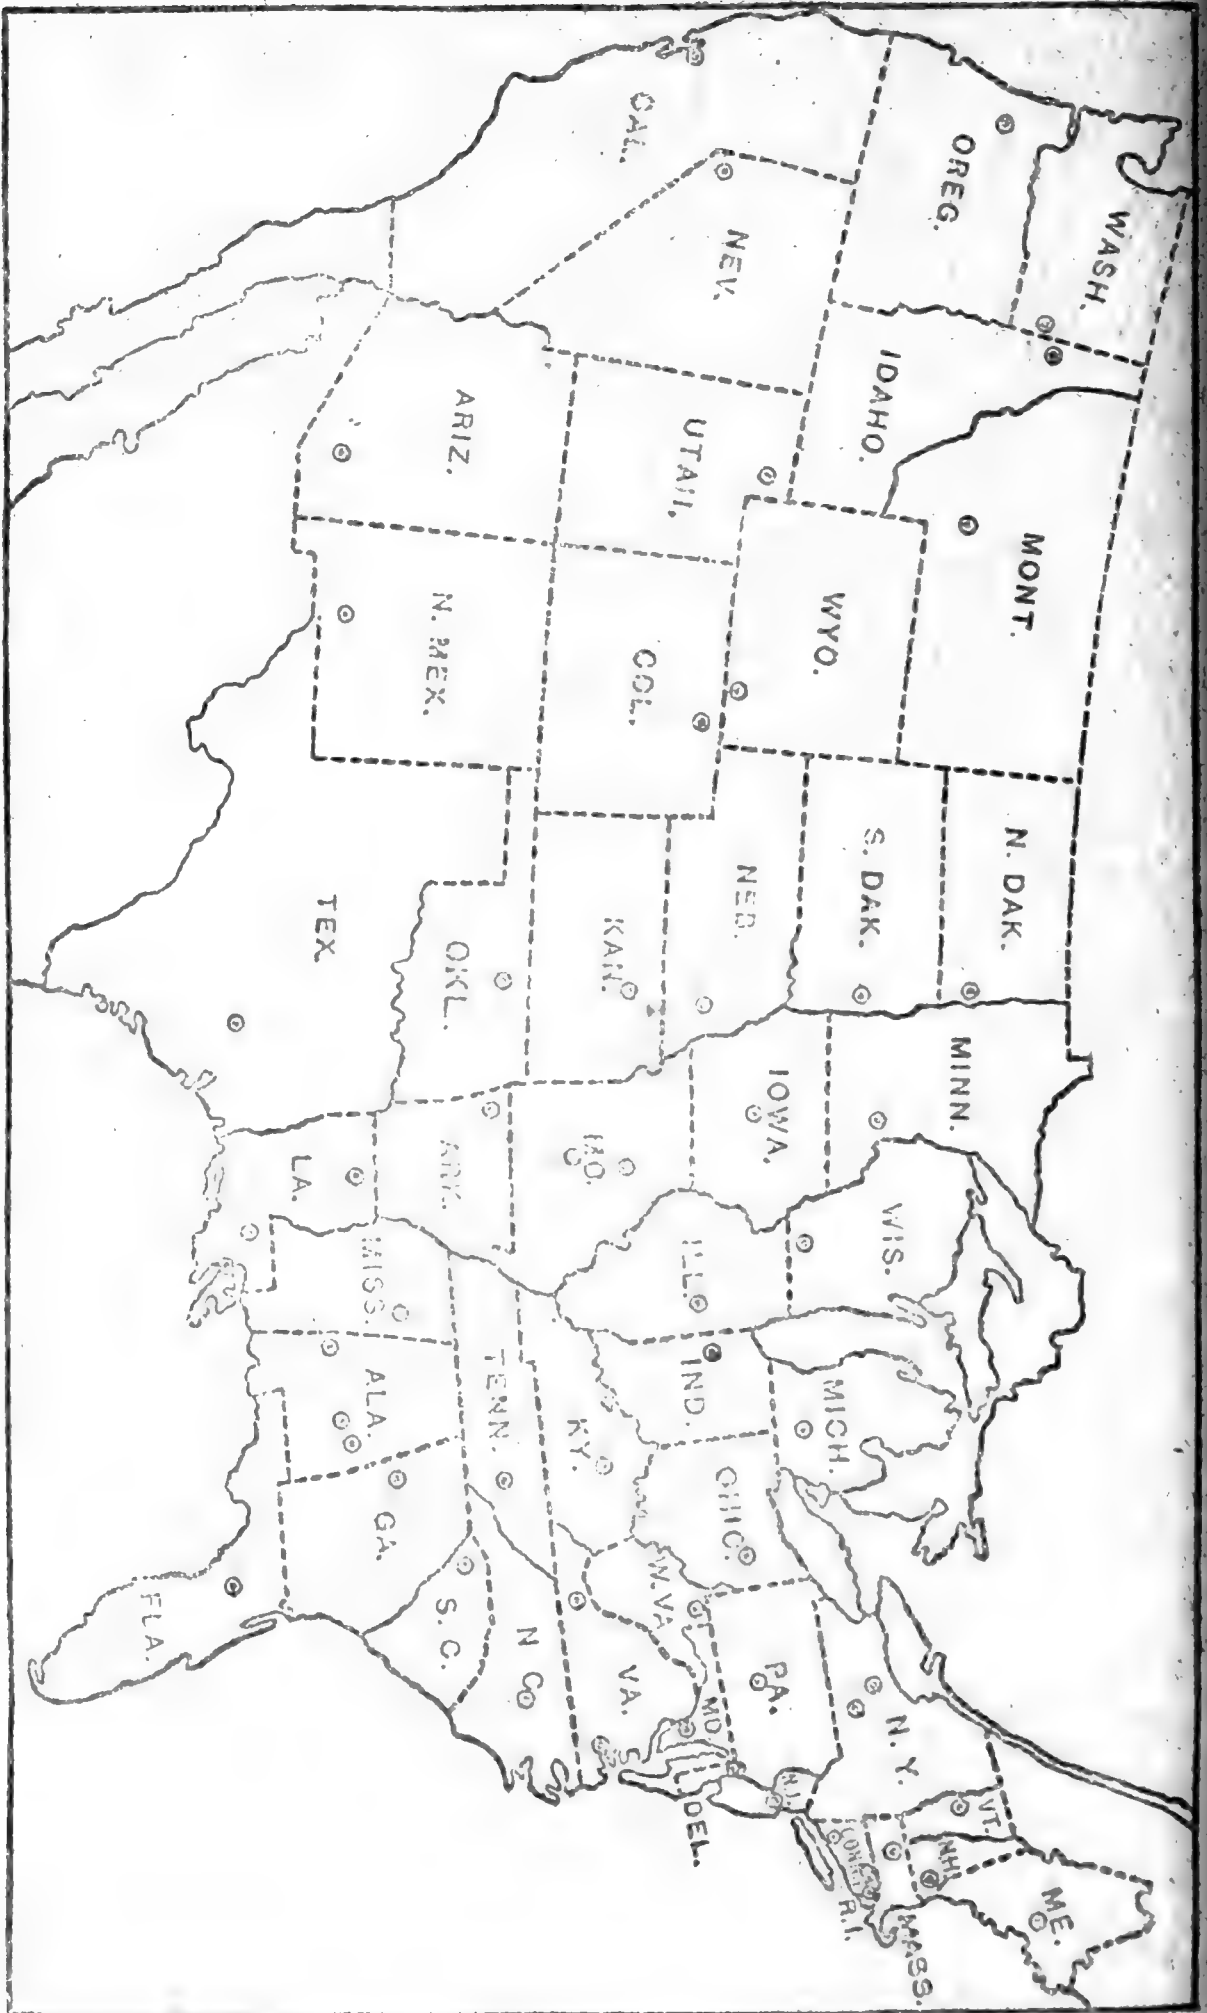 WASH.
OREG.
CAL.
NEV.
IDAHO.
MONT.
WYO.
UTAH,
ARIZ.
COL.
N. MEX.
N. DAK.
S. DAK.
NEB.
KAN.
OKL.
TEX.
MINN.
IOWA.
MO.
ARK.
LA.
WIS.
ILL.
MISS.
MICH.
IND.
OHIO.
KY.
TENN.
ALA.
GA.
FLA.
S. C.
N C.
VA.
W. VA.
PA.
MD.
DEL.
N.J.
N. Y.
VT.
N.H.
ME.
MASS.
CONN.
R.I.